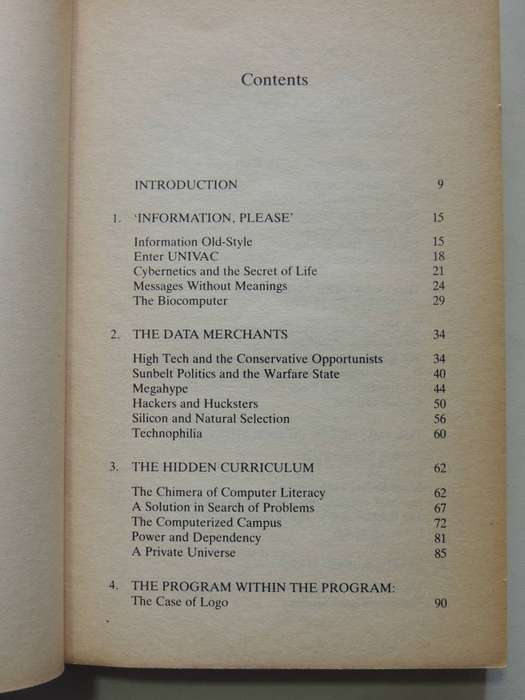 Contents
INTRODUCTION 9
1. ‘INFORMATION, PLEASE’ 15
Information Old-Style 15
Enter UNIVAC 18
Cybernetics and the Secret of Life 21
Messages Without Meanings 24
The Biocomputer 29
2. THE DATA MERCHANTS 34
High Tech and the Conservative Opportunists 34
Sunbelt Politics and the Warfare State 40
Megahype 44
Hackers and Hucksters 50
Silicon and Natural Selection 56
Technophilia 60
3. THE HIDDEN CURRICULUM 62
The Chimera of Computer Literacy 62
A Solution in Search of Problems 67
The Computerized Campus 72
Power and Dependency 81
A Private Universe 85
4. THE PROGRAM WITHIN THE PROGRAM:
The Case of Logo 90